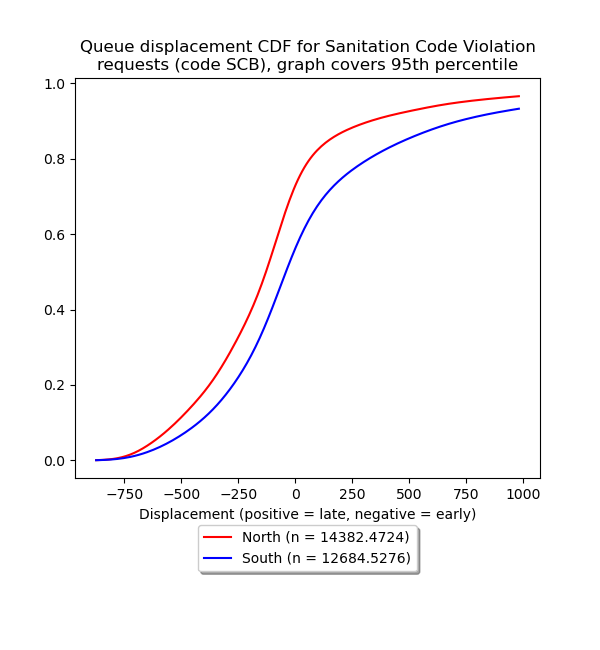 Queue displacement CDF for Sanitation Code Violation
requests (code SCB), graph covers 95th percentile
1.0
0.8
0.6
0.4
0.2
0.0
−750 −500 −250 0 250 500 750 1000
Displacement (positive = late, negative = early)
North (n = 14382.4724)
South (n = 12684.5276)